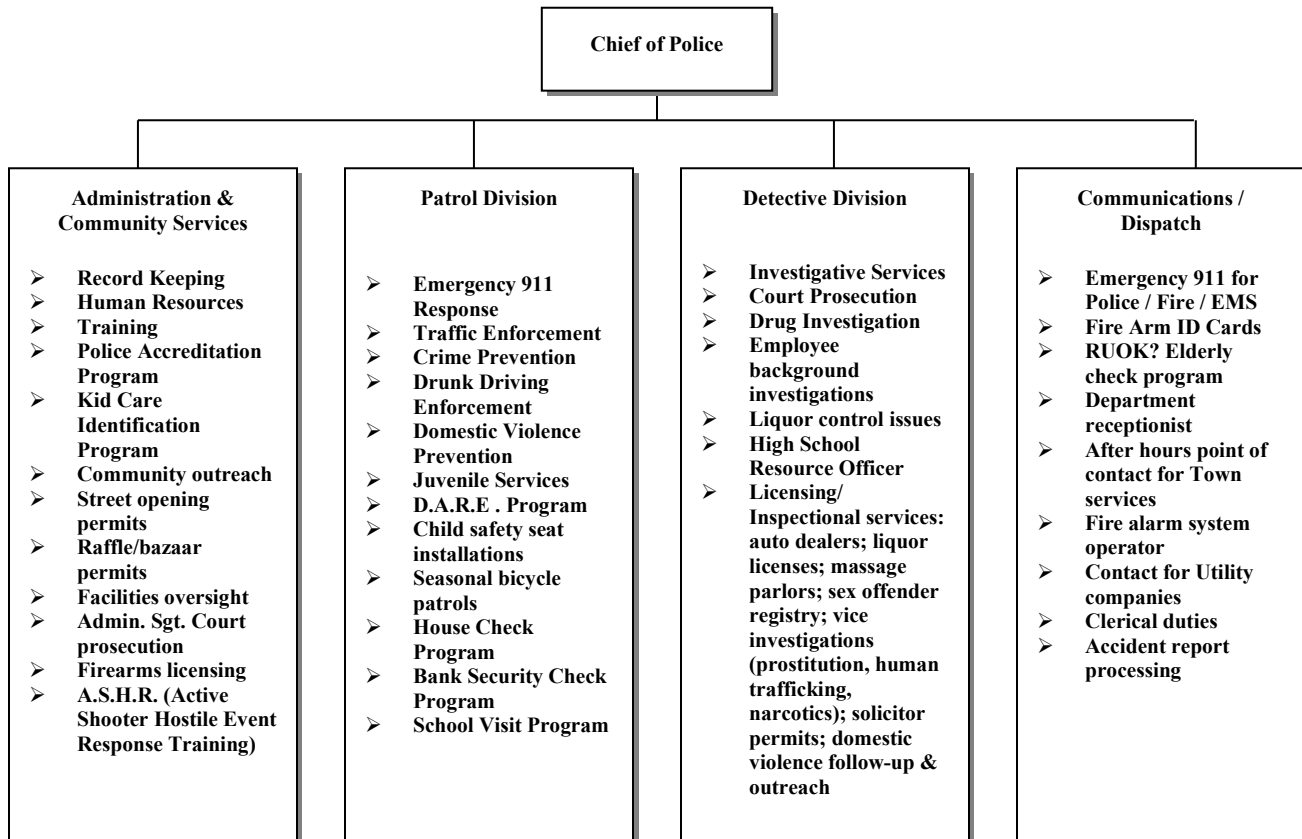 Chief of Police
Administration &
Community Services
➢ Record Keeping
➢ Human Resources
➢ Training
➢ Police Accreditation
Program
➢ Kid Care
Identification
Program
➢ Community outreach
➢ Street opening
permits
➢ Raffle/bazaar
permits
➢ Facilities oversight
➢ Admin. Sgt. Court
prosecution
➢ Firearms licensing
➢ A.S.H.R. (Active
Shooter Hostile Event
Response Training)
Patrol Division
➢ Emergency 911
Response
➢ Traffic Enforcement
➢ Crime Prevention
➢ Drunk Driving
Enforcement
➢ Domestic Violence
Prevention
➢ Juvenile Services
➢ D.A.R.E . Program
➢ Child safety seat
installations
➢ Seasonal bicycle
patrols
➢ House Check
Program
➢ Bank Security Check
Program
➢ School Visit Program
Detective Division
➢ Investigative Services
➢ Court Prosecution
➢ Drug Investigation
➢ Employee
background
investigations
➢ Liquor control issues
➢ High School
Resource Officer
➢ Licensing/
Inspectional services:
auto dealers; liquor
licenses; massage
parlors; sex offender
registry; vice
investigations
(prostitution, human
trafficking,
narcotics); solicitor
permits; domestic
violence follow-up &
outreach
Communications /
Dispatch
➢ Emergency 911 for
Police / Fire / EMS
➢ Fire Arm ID Cards
➢ RUOK? Elderly
check program
➢ Department
receptionist
➢ After hours point of
contact for Town
services
➢ Fire alarm system
operator
➢ Contact for Utility
companies
➢ Clerical duties
➢ Accident report
processing